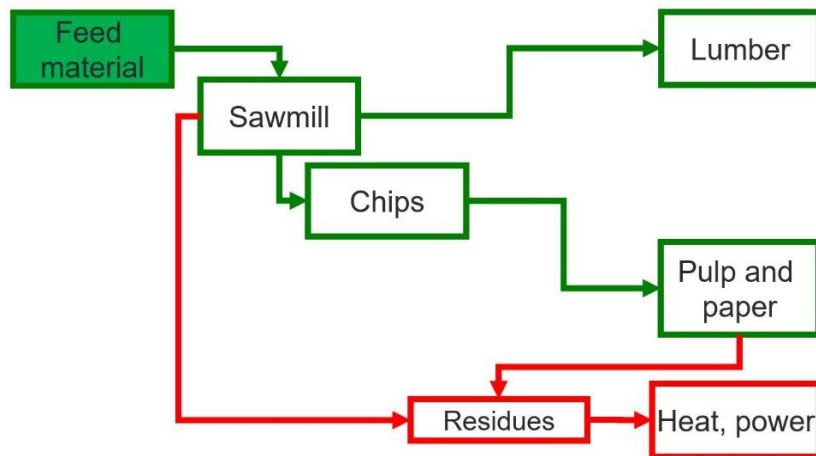 Feed
material
Lumber
Sawmill
Chips
Pulp and
paper
Residues
Heat, power